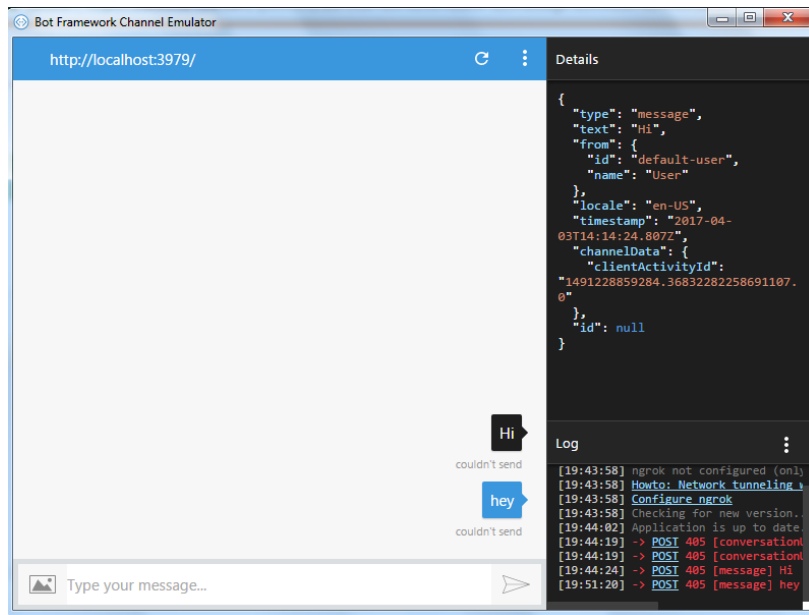 Bot Framework Channel Emulator
http://localhost:3979/
Details
{
"type": "message",
"text": "Hi",
"from": {
"id": "default-user",
"name": "User"
},
"locale": "en-US",
"timestamp": "2017-04-
03T14:14:24.807Z",
"channelData": {
"clientActivityId":
"1491228859284.36832282258691107.
0"
},
"id": null
}
Hi
couldn't send
hey
couldn't send
Type your message...
Log
[19:43:58] ngrok not configured (only
[19:43:58] Howto: Network tunneling
[19:43:58] Configure ngrok
[19:43:58] Checking for new version..
[19:44:02] Application is up to date.
[19:44:19] -> POST 405 [conversationU
[19:44:19] -> POST 405 [conversationU
[19:44:24] -> POST 405 [message] Hi
[19:51:20] -> POST 405 [message] hey